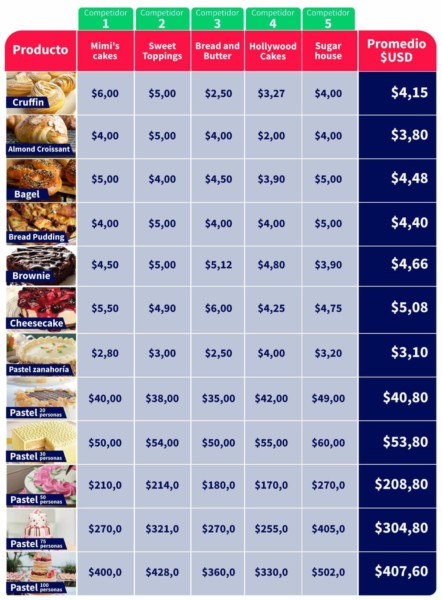 Competidor Competidor Competidor Competidor Competidor
1 2 3 4 5
Producto Mimi's cakes Sweet Toppings Bread and Butter Hollywood Cakes Sugar house Promedio $USD
Cruffin $6,00 $5,00 $2,50 $3,27 $4,00 $4,15
Almond Croissant $4,00 $5,00 $4,00 $2,00 $4,00 $3,80
Bagel $5,00 $4,00 $4,50 $3,90 $5,00 $4,48
Bread Pudding $4,00 $5,00 $4,00 $4,00 $5,00 $4,40
Brownie $4,50 $5,00 $5,12 $4,80 $3,90 $4,66
Cheesecake $5,50 $4,90 $6,00 $4,25 $4,75 $5,08
Pastel zanahoría $2,80 $3,00 $2,50 $4,00 $3,20 $3,10
Pastel 20 personas $40,00 $38,00 $35,00 $42,00 $49,00 $40,80
Pastel 30 personas $50,00 $54,00 $50,00 $55,00 $60,00 $53,80
Pastel 50 personas $210,0 $214,0 $180,0 $170,0 $270,0 $208,80
Pastel 75 personas $270,0 $321,0 $270,0 $255,0 $405,0 $304,80
Pastel 100 personas $400,0 $428,0 $360,0 $330,0 $502,0 $407,60